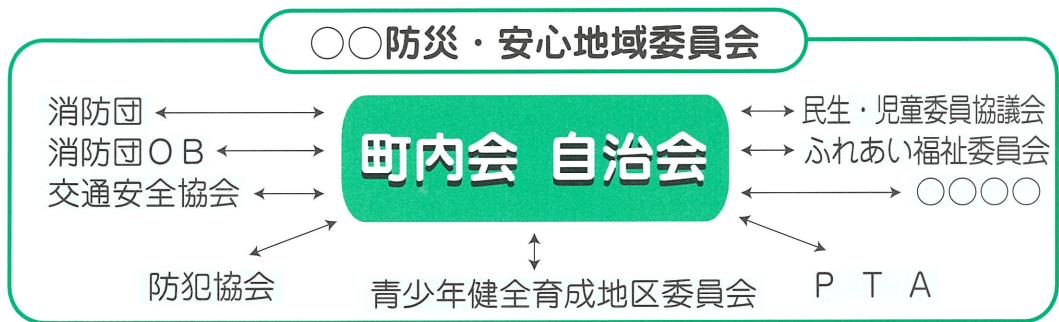 ○○防災・安心地域委員会
消防団
消防団OB
交通安全協会
町内会 自治会
民生・児童委員協議会
ふれあい福祉委員会
○○○○
防犯協会
青少年健全育成地区委員会
P T A